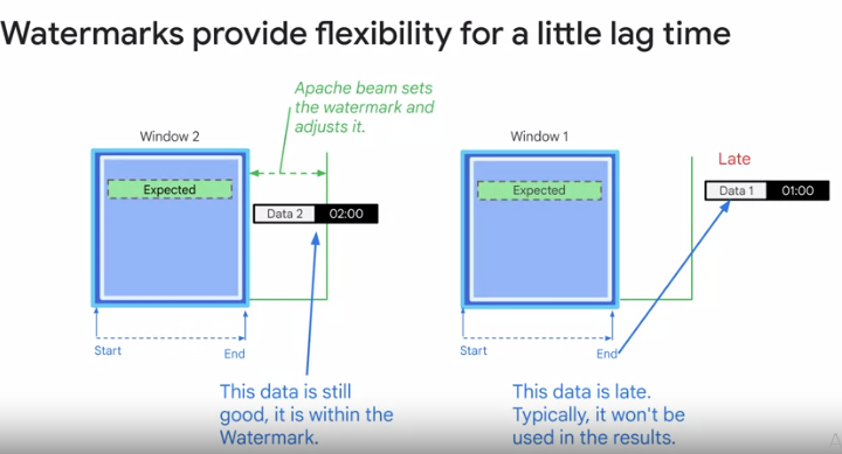 Watermarks provide flexibility for a little lag time
Apache beam sets
the watermark and
adjusts it.
Window 2
Expected
Data 2 02:00
Start
End
This data is still
good, it is within the
Watermark.
Window 1
Late
Expected
Data 1 01:00
Start
End
This data is late.
Typically, it won't be
used in the results.